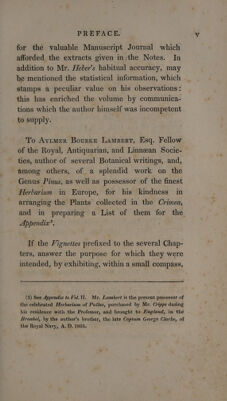 PREFACE. v
for the valuable Manuscript Journal which
afforded the extracts given in the Notes. In
addition to Mr. Heber's habitual accuracy, may
be mentioned the statistical information, which
stamps a peculiar value on his observations:
this has enriched the volume by communica-
tions which the author himself was incompetent
to supply.
To Aylmer Bourke Lambert, Esq. Fellow
of the Royal, Antiquarian, and Linnæan Socie-
ties, author of several Botanical writings, and,
among others, of a splendid work on the
Genus Pinus, as well as possessor of the finest
Herbarium in Europe, for his kindness in
arranging the Plants collected in the Crimea,
and in preparing a List of them for the
Appendix¹.
If the Vignettes prefixed to the several Chap-
ters, answer the purpose for which they were
intended, by exhibiting, within a small compass,
(1) See Appendix to Vol. II. Mr. Lambert is the present possessor of
the celebrated Herbarium of Pallas, purchased by Mr. Cripps during
his residence with the Professor, and brought to England, in the
Braakel, by the author's brother, the late Captain George Clarke, of
the Royal Navy, A. D. 1805.